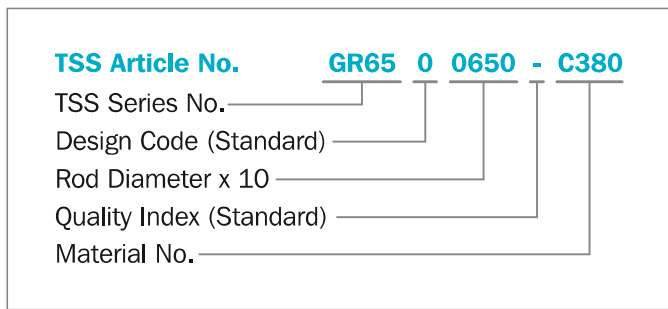 TSS Article No. GR65 0 0650 - C380
TSS Series No.
Design Code (Standard)
Rod Diameter x 10
Quality Index (Standard)
Material No.